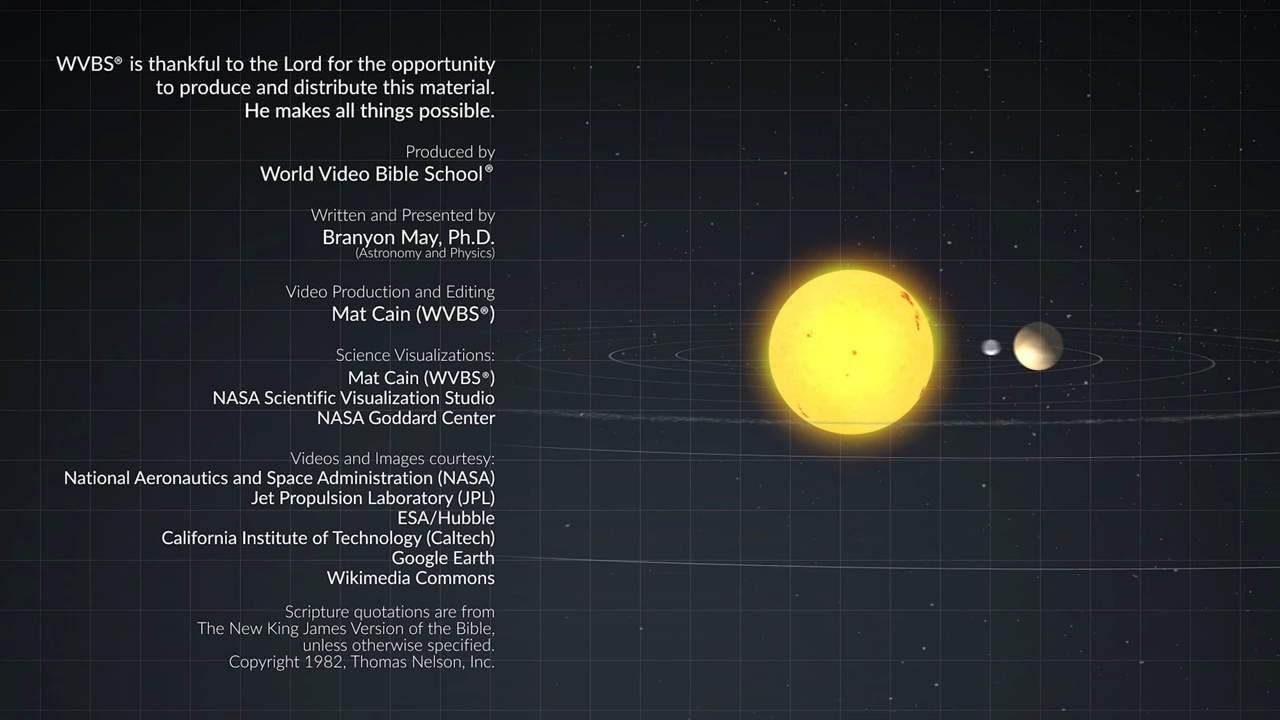 WVBS® is thankful to the Lord for the opportunity
to produce and distribute this material.
He makes all things possible.
Produced by
World Video Bible School®
Written and Presented by
Branyon May, Ph.D.
(Astronomy and Physics)
Video Production and Editing
Mat Cain (WVBS®)
Science Visualizations:
Mat Cain (WVBS®)
NASA Scientific Visualization Studio
NASA Goddard Center
Videos and Images courtesy:
National Aeronautics and Space Administration (NASA)
Jet Propulsion Laboratory (JPL)
ESA/Hubble
California Institute of Technology (Caltech)
Google Earth
Wikimedia Commons
Scripture quotations are from
The New King James Version of the Bible,
unless otherwise specified.
Copyright 1982, Thomas Nelson, Inc.